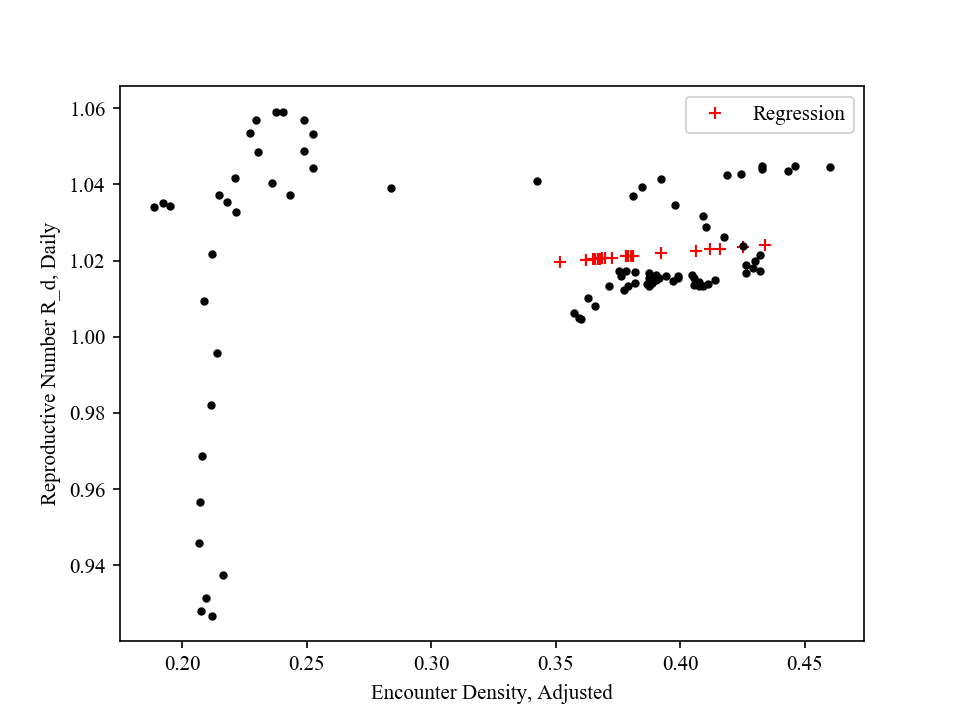 Regression
1.06
1.04
1.02
1.00
0.98
0.96
0.94
Reproductive Number R_d, Daily
0.20 0.25 0.30 0.35 0.40 0.45
Encounter Density, Adjusted